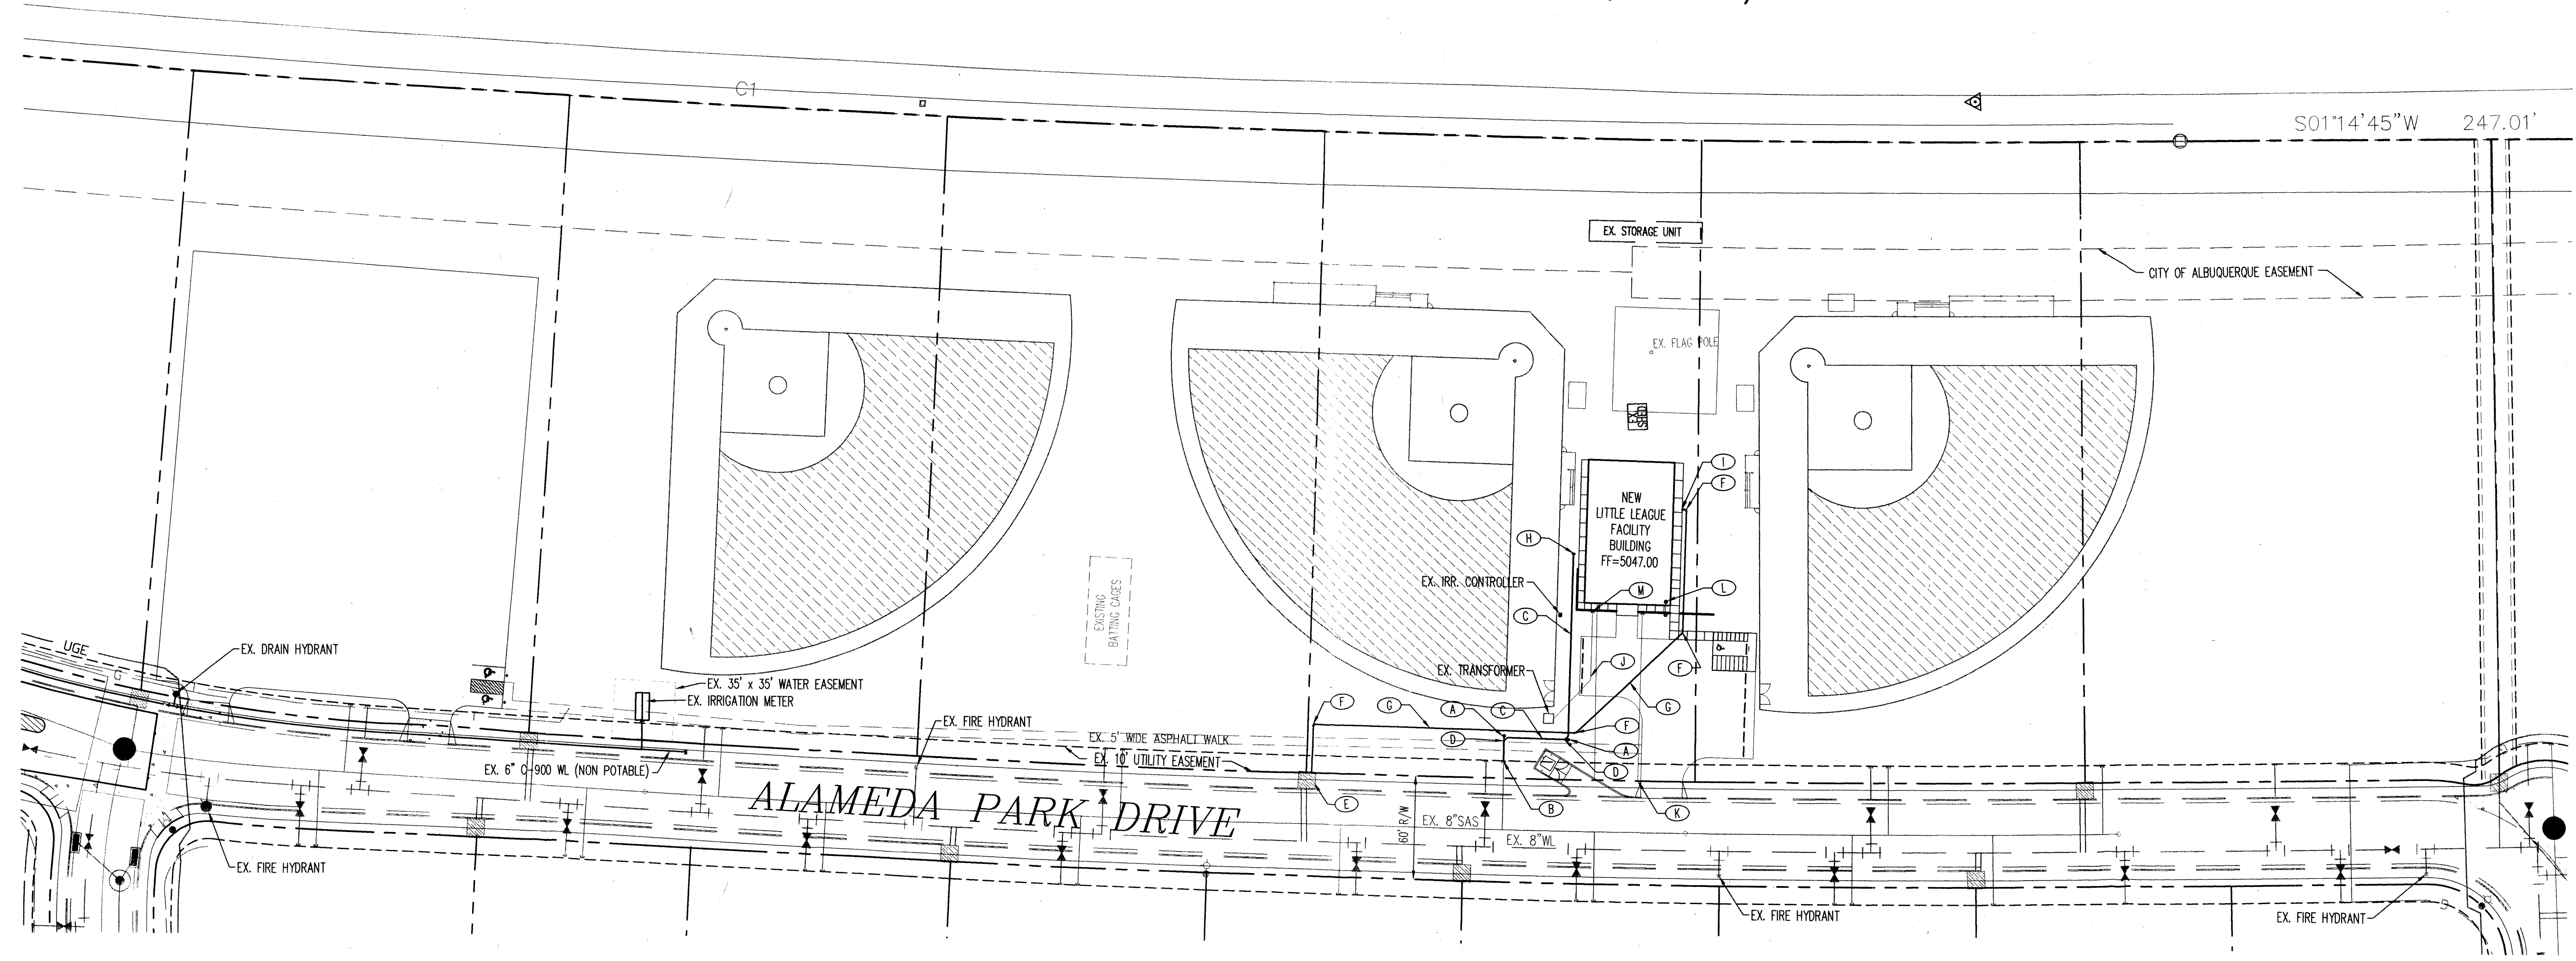 C1
S01°14'45"W 247.01'
EX. STORAGE UNIT
CITY OF ALBUQUERQUE EASEMENT
EX. FLAG POLE
EX
SHED
I
F
NEW
LITTLE LEAGUE
FACILITY
BUILDING
FF=5047.00
H
EX. IRR. CONTROLLER
M
L
C
EXISTING
BATTING CAGES
UGE
G
EX. DRAIN HYDRANT
EX. TRANSFORMER
J
F
EX. 35' x 35' WATER EASEMENT
EX. IRRIGATION METER
F
G
A
C
G
EX. FIRE HYDRANT
F
EX. 5' WIDE ASPHALT WALK
D
A
EX. 10' UTILITY EASEMENT
EX. 6" C-900 WL (NON POTABLE)
D
ALAMEDA PARK DRIVE
E
B
K
60' R/W
EX. 8"SAS
EX. 8"WL
EX. FIRE HYDRANT
EX. FIRE HYDRANT
EX. FIRE HYDRANT